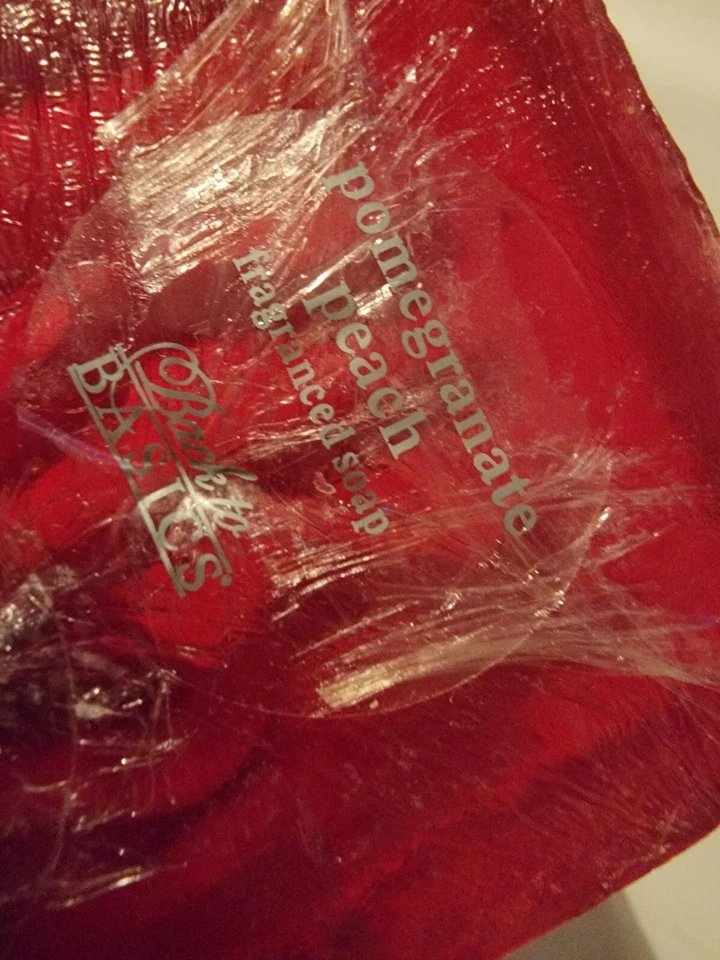 pomegranate
peach
fragranced soap
Back to
BASICS